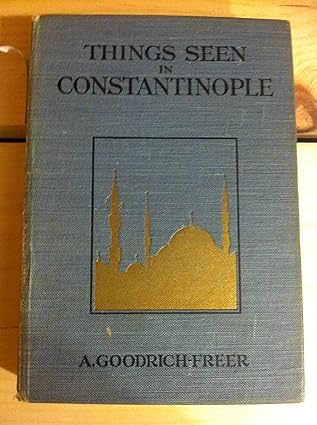 THINGS SEEN
IN
CONSTANTINOPLE
A. GOODRICH-FREER